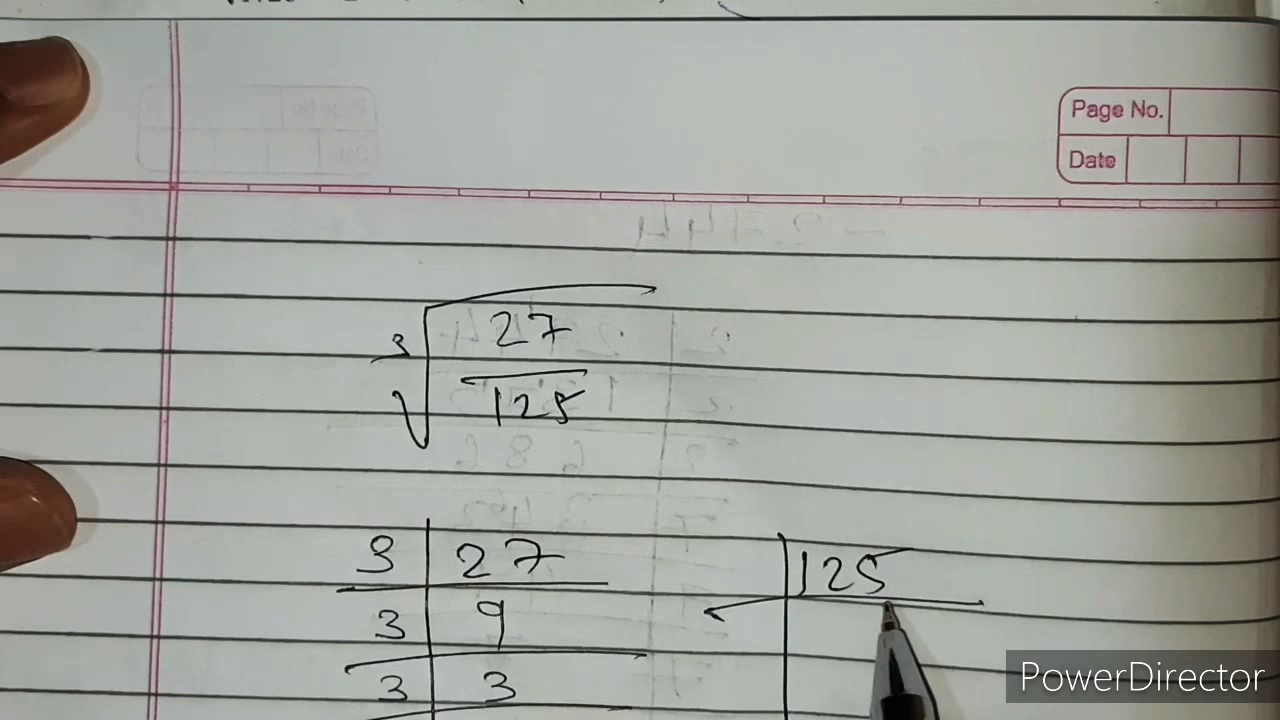 Page No.
Date
3√27/125
3 | 27
3 | 9
3 | 3
125
PowerDirector